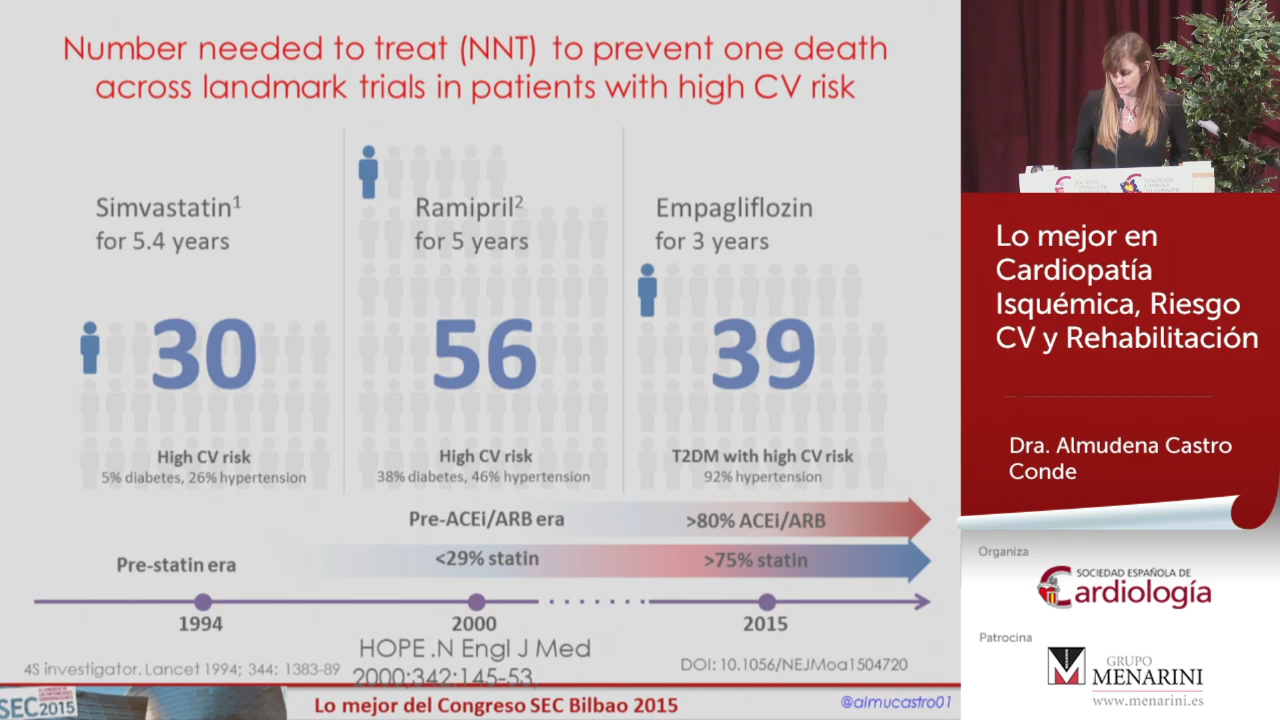 Number needed to treat (NNT) to prevent one death
across landmark trials in patients with high CV risk
Simvastatin1
for 5.4 years
30
High CV risk
5% diabetes, 26% hypertension
Ramipril2
for 5 years
56
High CV risk
38% diabetes, 46% hypertension
Empagliflozin
for 3 years
39
T2DM with high CV risk
92% hypertension
Pre-ACEi/ARB era
>80% ACEi/ARB
Pre-statin era
<29% statin
>75% statin
1994
2000
2015
4S investigator. Lancet 1994; 344: 1383-89
HOPE .N Engl J Med
2000;342:145-53.
DOI: 10.1056/NEJMoa1504720
SEC2015
Lo mejor del Congreso SEC Bilbao 2015
@almucastro01
Lo mejor en
Cardiopatía
Isquémica, Riesgo
CV y Rehabilitación
Dra. Almudena Castro
Conde
Organiza
SOCIEDAD ESPAÑOLA DE
Cardiología
Patrocina
GRUPO
MENARINI
www.menarini.es